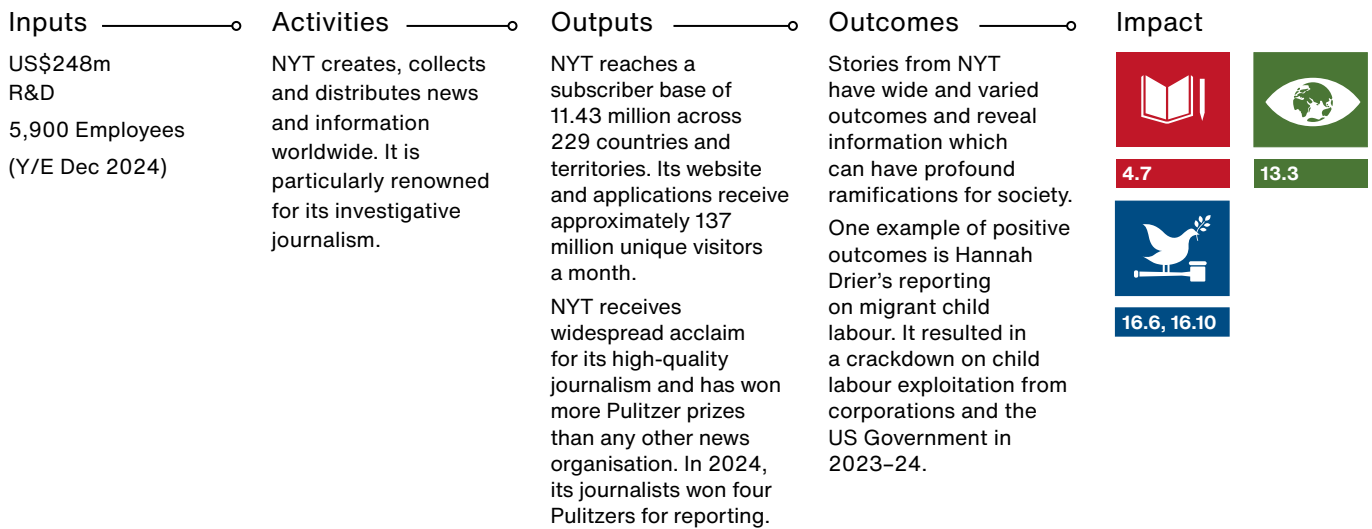 Inputs
US$248m
R&D
5,900 Employees
(Y/E Dec 2024)
Activities
NYT creates, collects
and distributes news
and information
worldwide. It is
particularly renowned
for its investigative
journalism.
Outputs
NYT reaches a
subscriber base of
11.43 million across
229 countries and
territories. Its website
and applications receive
approximately 137
million unique visitors
a month.
NYT receives
widespread acclaim
for its high-quality
journalism and has won
more Pulitzer prizes
than any other news
organisation. In 2024,
its journalists won four
Pulitzers for reporting.
Outcomes
Stories from NYT
have wide and varied
outcomes and reveal
information which
can have profound
ramifications for society.
One example of positive
outcomes is Hannah
Drier’s reporting
on migrant child
labour. It resulted in
a crackdown on child
labour exploitation from
corporations and the
US Government in
2023–24.
Impact
4.7
13.3
16.6, 16.10